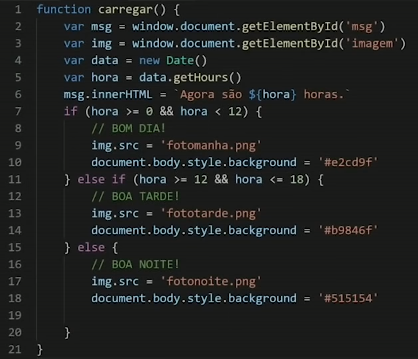 1 function carregar() {
2     var msg = window.document.getElementById('msg')
3     var img = window.document.getElementById('imagem')
4     var data = new Date()
5     var hora = data.getHours()
6     msg.innerHTML = `Agora são ${hora} horas.`
7     if (hora >= 0 && hora < 12) {
8         // BOM DIA!
9         img.src = 'fotomanha.png'
10         document.body.style.background = '#e2cd9f'
11     } else if (hora >= 12 && hora <= 18) {
12         // BOA TARDE!
13         img.src = 'fototarde.png'
14         document.body.style.background = '#b9846f'
15     } else {
16         // BOA NOITE!
17         img.src = 'fotonoite.png'
18         document.body.style.background = '#515154'
19
20     }
21 }